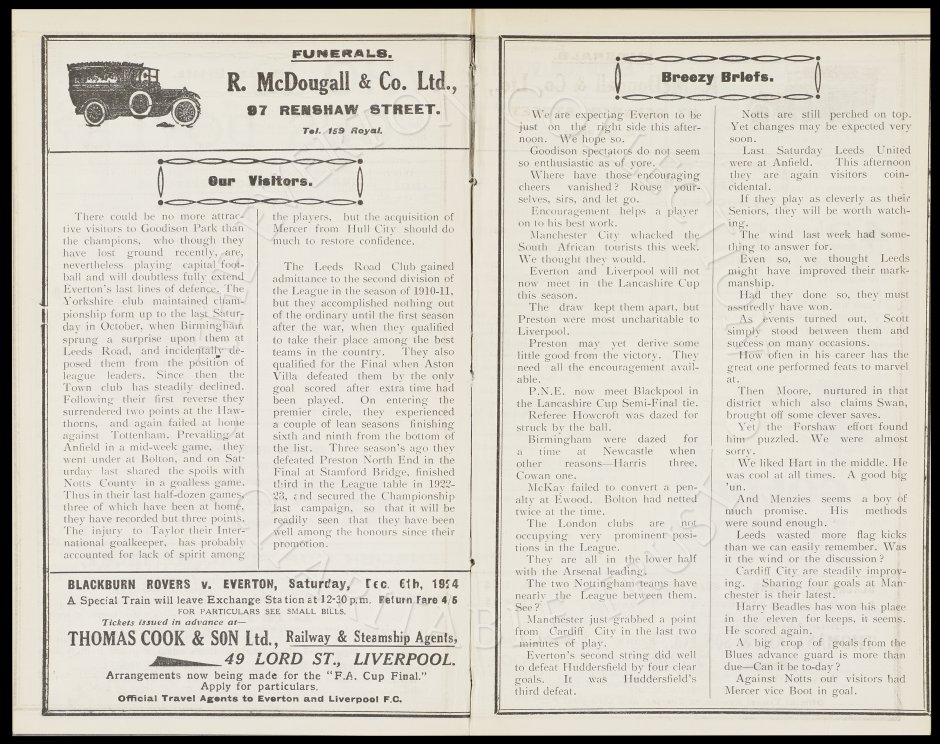 FUNERALS.
R. McDougall & Co. Ltd.,
97 RENSHAW STREET.
Tel. 159 Royal.
Our Visitors.
There could be no more attrac-
tive visitors to Goodison Park than
the champions, who though they
have lost ground recently, are,
nevertheless playing capital foot-
ball and will doubtless fully extend
Everton's last lines of defence. The
Yorkshire club maintained cham-
pionship form up to the last Satur-
day in October, when Birmingham
sprung a surprise upon them at
Leeds Road, and incidentally de-
posed them from the position of
league leaders. Since then the
Town club has steadily declined.
Following their first reverse they
surrendered two points at the Haw-
thorns, and again failed at home
against Tottenham. Prevailing at
Anfield in a mid-week game, they
went under at Bolton, and on Sat-
urday last shared the spoils with
Notts County in a goalless game.
Thus in their last half-dozen games,
three of which have been at home,
they have recorded but three points.
The injury to Taylor their Inter-
national goalkeeper, has probably
accounted for lack of spirit among
the players, but the acquisition of
Mercer from Hull City should do
much to restore confidence.
The Leeds Road Club gained
admittance to the second division of
the League in the season of 1910-11,
but they accomplished nothing out
of the ordinary until the first season
after the war, when they qualified
to take their place among the best
teams in the country. They also
qualified for the Final when Aston
Villa defeated them by the only
goal scored after extra time had
been played. On entering the
premier circle, they experienced
a couple of lean seasons finishing
sixth and ninth from the bottom of
the list. Three season's ago they
defeated Preston North End in the
Final at Stamford Bridge, finished
third in the League table in 1922-
23, and secured the Championship
last campaign, so that it will be
readily seen that they have been
well among the honours since their
promotion.
BLACKBURN ROVERS v. EVERTON, Saturday, Dec. 6th, 1924
A Special Train will leave Exchange Station at 12-30 p.m. Return Fare 4/5
FOR PARTICULARS SEE SMALL BILLS.
Tickets issued in advance at—
THOMAS COOK & SON Ltd., Railway & Steamship Agents,
49 LORD ST., LIVERPOOL.
Arrangements now being made for the "F.A. Cup Final."
Apply for particulars.
Official Travel Agents to Everton and Liverpool F.C.
Breezy Briefs.
We are expecting Everton to be
just on the right side this after-
noon. We hope so.
Goodison spectators do not seem
so enthusiastic as of yore.
Where have those encouraging
cheers vanished? Rouse your-
selves, sirs, and let go.
Encouragement helps a player
on to his best work.
Manchester City whacked the
South African tourists this week.
We thought they would.
Everton and Liverpool will not
now meet in the Lancashire Cup
this season.
The draw kept them apart, but
Preston were most uncharitable to
Liverpool.
Preston may yet derive some
little good from the victory. They
need all the encouragement avail-
able.
P.N.E. now meet Blackpool in
the Lancashire Cup Semi-Final tie.
Referee Howcroft was dazed for
struck by the ball.
Birmingham were dazed for
a time at Newcastle when
other reasons—Harris three,
Cowan one.
McKay failed to convert a pen-
alty at Ewood. Bolton had netted
twice at the time.
The London clubs are not
occupying very prominent posi-
tions in the League.
They are all in the lower half
with the Arsenal leading.
The two Nottingham teams have
nearly the League between them.
See?
Manchester just grabbed a point
from Cardiff City in the last two
minutes of play.
Everton's second string did well
to defeat Huddersfield by four clear
goals. It was Huddersfield's
third defeat.
Notts are still perched on top.
Yet changes may be expected very
soon.
Last Saturday Leeds United
were at Anfield. This afternoon
they are again visitors coin-
cidental.
If they play as cleverly as their
Seniors, they will be worth watch-
ing.
The wind last week had some-
thing to answer for.
Even so, we thought Leeds
might have improved their mark-
manship.
Had they done so, they must
assuredly have won.
As events turned out, Scott
simply stood between them and
success on many occasions.
How often in his career has the
great one performed feats to marvel
at.
Then Moore, nurtured in that
district which also claims Swan,
brought off some clever saves.
Yet the Forshaw effort found
him puzzled. We were almost
sorry.
We liked Hart in the middle. He
was cool at all times. A good big
'un.
And Menzies seems a boy of
much promise. His methods
were sound enough.
Leeds wasted more flag kicks
than we can easily remember. Was
it the wind or the discussion?
Cardiff City are steadily improv-
ing. Sharing four goals at Man-
chester is their latest.
Harry Beadles has won his place
in the eleven for keeps, it seems.
He scored again.
A big crop of goals from the
Blues advance guard is more than
due—Can it be to-day?
Against Notts our visitors had
Mercer vice Boot in goal.